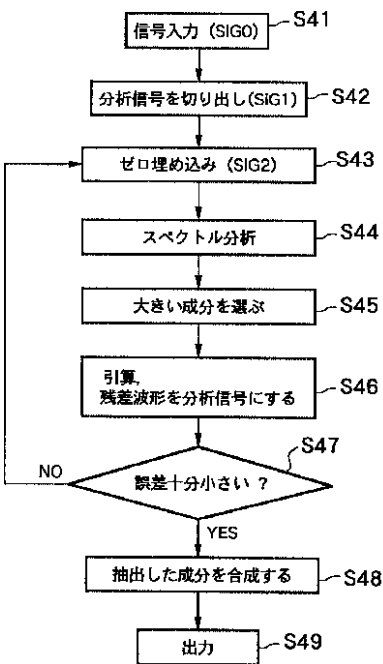 信号入力 (SIG0)
S41
分析信号を切り出し(SIG1)
S42
ゼロ埋め込み (SIG2)
S43
スペクトル分析
S44
大きい成分を選ぶ
S45
引算,
残差波形を分析信号にする
S46
S47
誤差十分小さい ?
NO
YES
抽出した成分を合成する
S48
出力
S49